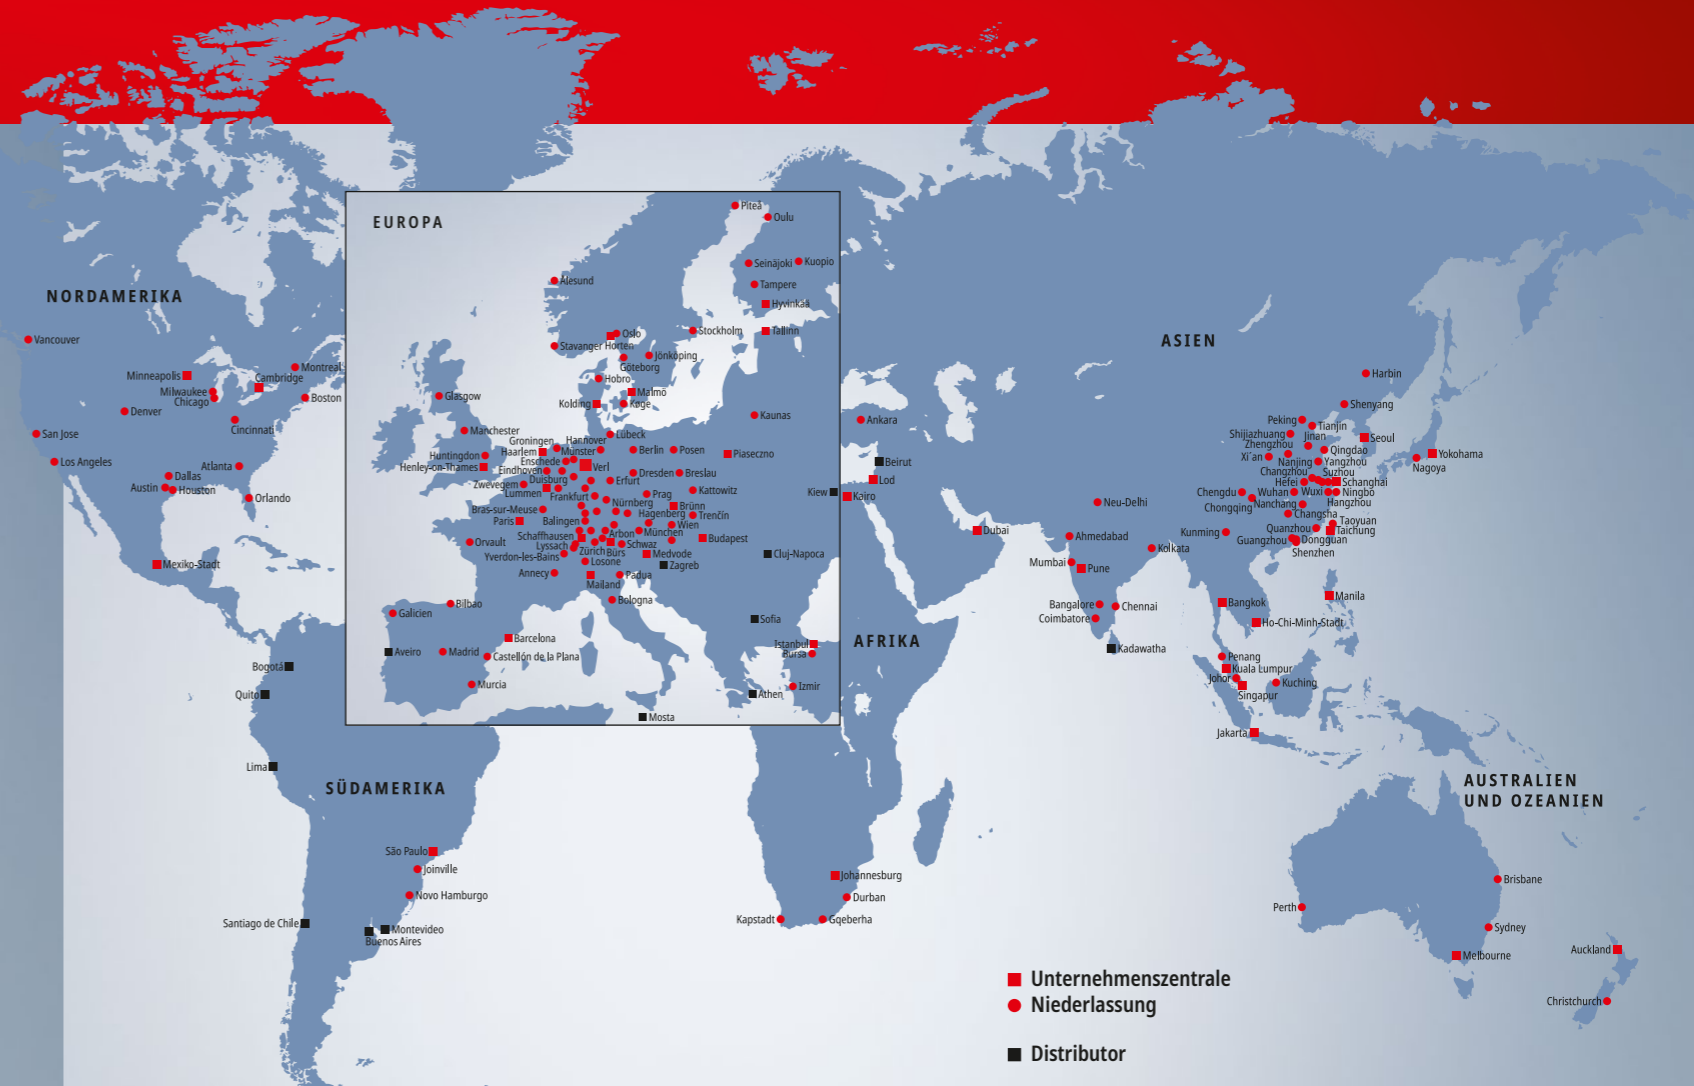 EUROPA
Piteå
Oulu
Seinäjoki
Kuopio
Tampere
Hyvinkää
Tallinn
Ålesund
Oslo
Stockholm
Stavanger
Horten
Jönköping
Göteborg
Hobro
Malmö
Kolding
Køge
Kaunas
Glasgow
Manchester
Huntingdon
Henley-on-Thames
Groningen
Hannover
Lübeck
Haarlem
Münster
Berlin
Posen
Piaseczno
Enschede
Verl
Eindhoven
Duisburg
Dresden
Breslau
Zwevegem
Erfurt
Lummen
Frankfurt
Prag
Kattowitz
Kiew
Nürnberg
Brünn
Bras-sur-Meuse
Hagenberg
Trenčín
Paris
Balingen
Wien
München
Schaffhausen
Arbon
Budapest
Orvault
Lyssach
Zürich
Schwaz
Yverdon-les-Bains
Bürs
Medvode
Cluj-Napoca
Losone
Zagreb
Annecy
Mailand
Padua
Bologna
Bilbao
Galicien
Sofia
Barcelona
Istanbul
Bursa
Aveiro
Madrid
Castellón de la Plana
Murcia
Izmir
Athen
Mosta
NORDAMERIKA
Vancouver
Montreal
Minneapolis
Cambridge
Milwaukee
Chicago
Boston
Denver
Cincinnati
San Jose
Los Angeles
Atlanta
Dallas
Austin
Houston
Orlando
Mexiko-Stadt
SÜDAMERIKA
Bogotá
Quito
Lima
São Paulo
Joinville
Novo Hamburgo
Santiago de Chile
Montevideo
Buenos Aires
AFRIKA
Kairo
Johannesburg
Durban
Kapstadt
Gqeberha
ASIEN
Ankara
Beirut
Lod
Dubai
Harbin
Shenyang
Peking
Tianjin
Shijiazhuang
Jinan
Seoul
Zhengzhou
Qingdao
Yokohama
Xi´an
Nanjing
Yangzhou
Nagoya
Changzhou
Suzhou
Hefei
Schanghai
Chengdu
Wuhan
Wuxi
Ningbo
Chongqing
Nanchang
Hangzhou
Changsha
Taoyuan
Kunming
Quanzhou
Taichung
Guangzhou
Dongguan
Shenzhen
Neu-Delhi
Ahmedabad
Kolkata
Mumbai
Pune
Bangalore
Chennai
Coimbatore
Kadawatha
Bangkok
Manila
Ho-Chi-Minh-Stadt
Penang
Kuala Lumpur
Johor
Kuching
Singapur
Jakarta
AUSTRALIEN
UND OZEANIEN
Brisbane
Perth
Sydney
Melbourne
Auckland
Christchurch
Unternehmenszentrale
Niederlassung
Distributor